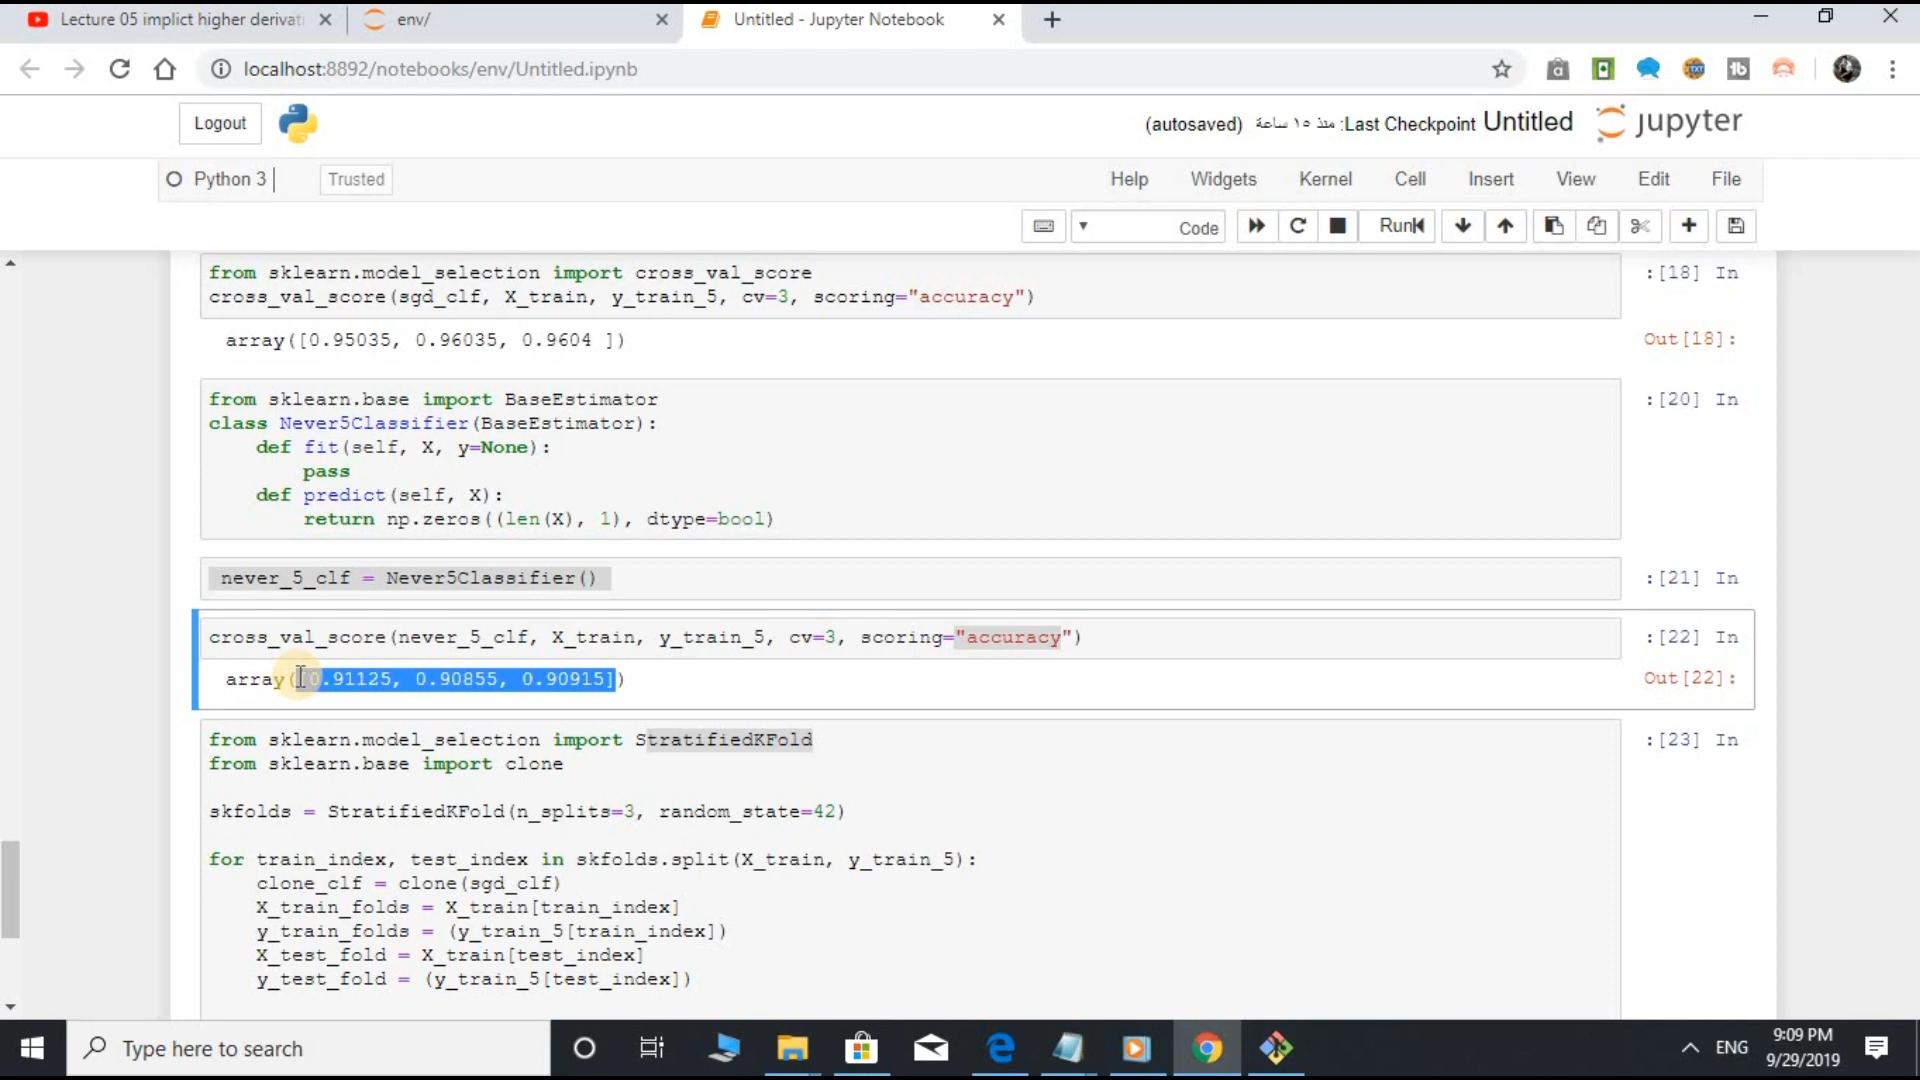 Lecture 05 implict higher derivati
env/
Untitled - Jupyter Notebook
localhost:8892/notebooks/env/Untitled.ipynb
Logout
(autosaved) منذ ١٥ ساعة :Last Checkpoint Untitled jupyter
Python 3
Trusted
Help Widgets Kernel Cell Insert View Edit File
Code
Run
from sklearn.model_selection import cross_val_score :[18] In
cross_val_score(sgd_clf, X_train, y_train_5, cv=3, scoring="accuracy")
array([0.95035, 0.96035, 0.9604 ]) Out[18]:
from sklearn.base import BaseEstimator :[20] In
class Never5Classifier(BaseEstimator):
def fit(self, X, y=None):
pass
def predict(self, X):
return np.zeros((len(X), 1), dtype=bool)
never_5_clf = Never5Classifier() :[21] In
cross_val_score(never_5_clf, X_train, y_train_5, cv=3, scoring="accuracy") :[22] In
array([0.91125, 0.90855, 0.90915]) Out[22]:
from sklearn.model_selection import StratifiedKFold :[23] In
from sklearn.base import clone
skfolds = StratifiedKFold(n_splits=3, random_state=42)
for train_index, test_index in skfolds.split(X_train, y_train_5):
clone_clf = clone(sgd_clf)
X_train_folds = X_train[train_index]
y_train_folds = (y_train_5[train_index])
X_test_fold = X_train[test_index]
y_test_fold = (y_train_5[test_index])
Type here to search
ENG
9:09 PM
9/29/2019